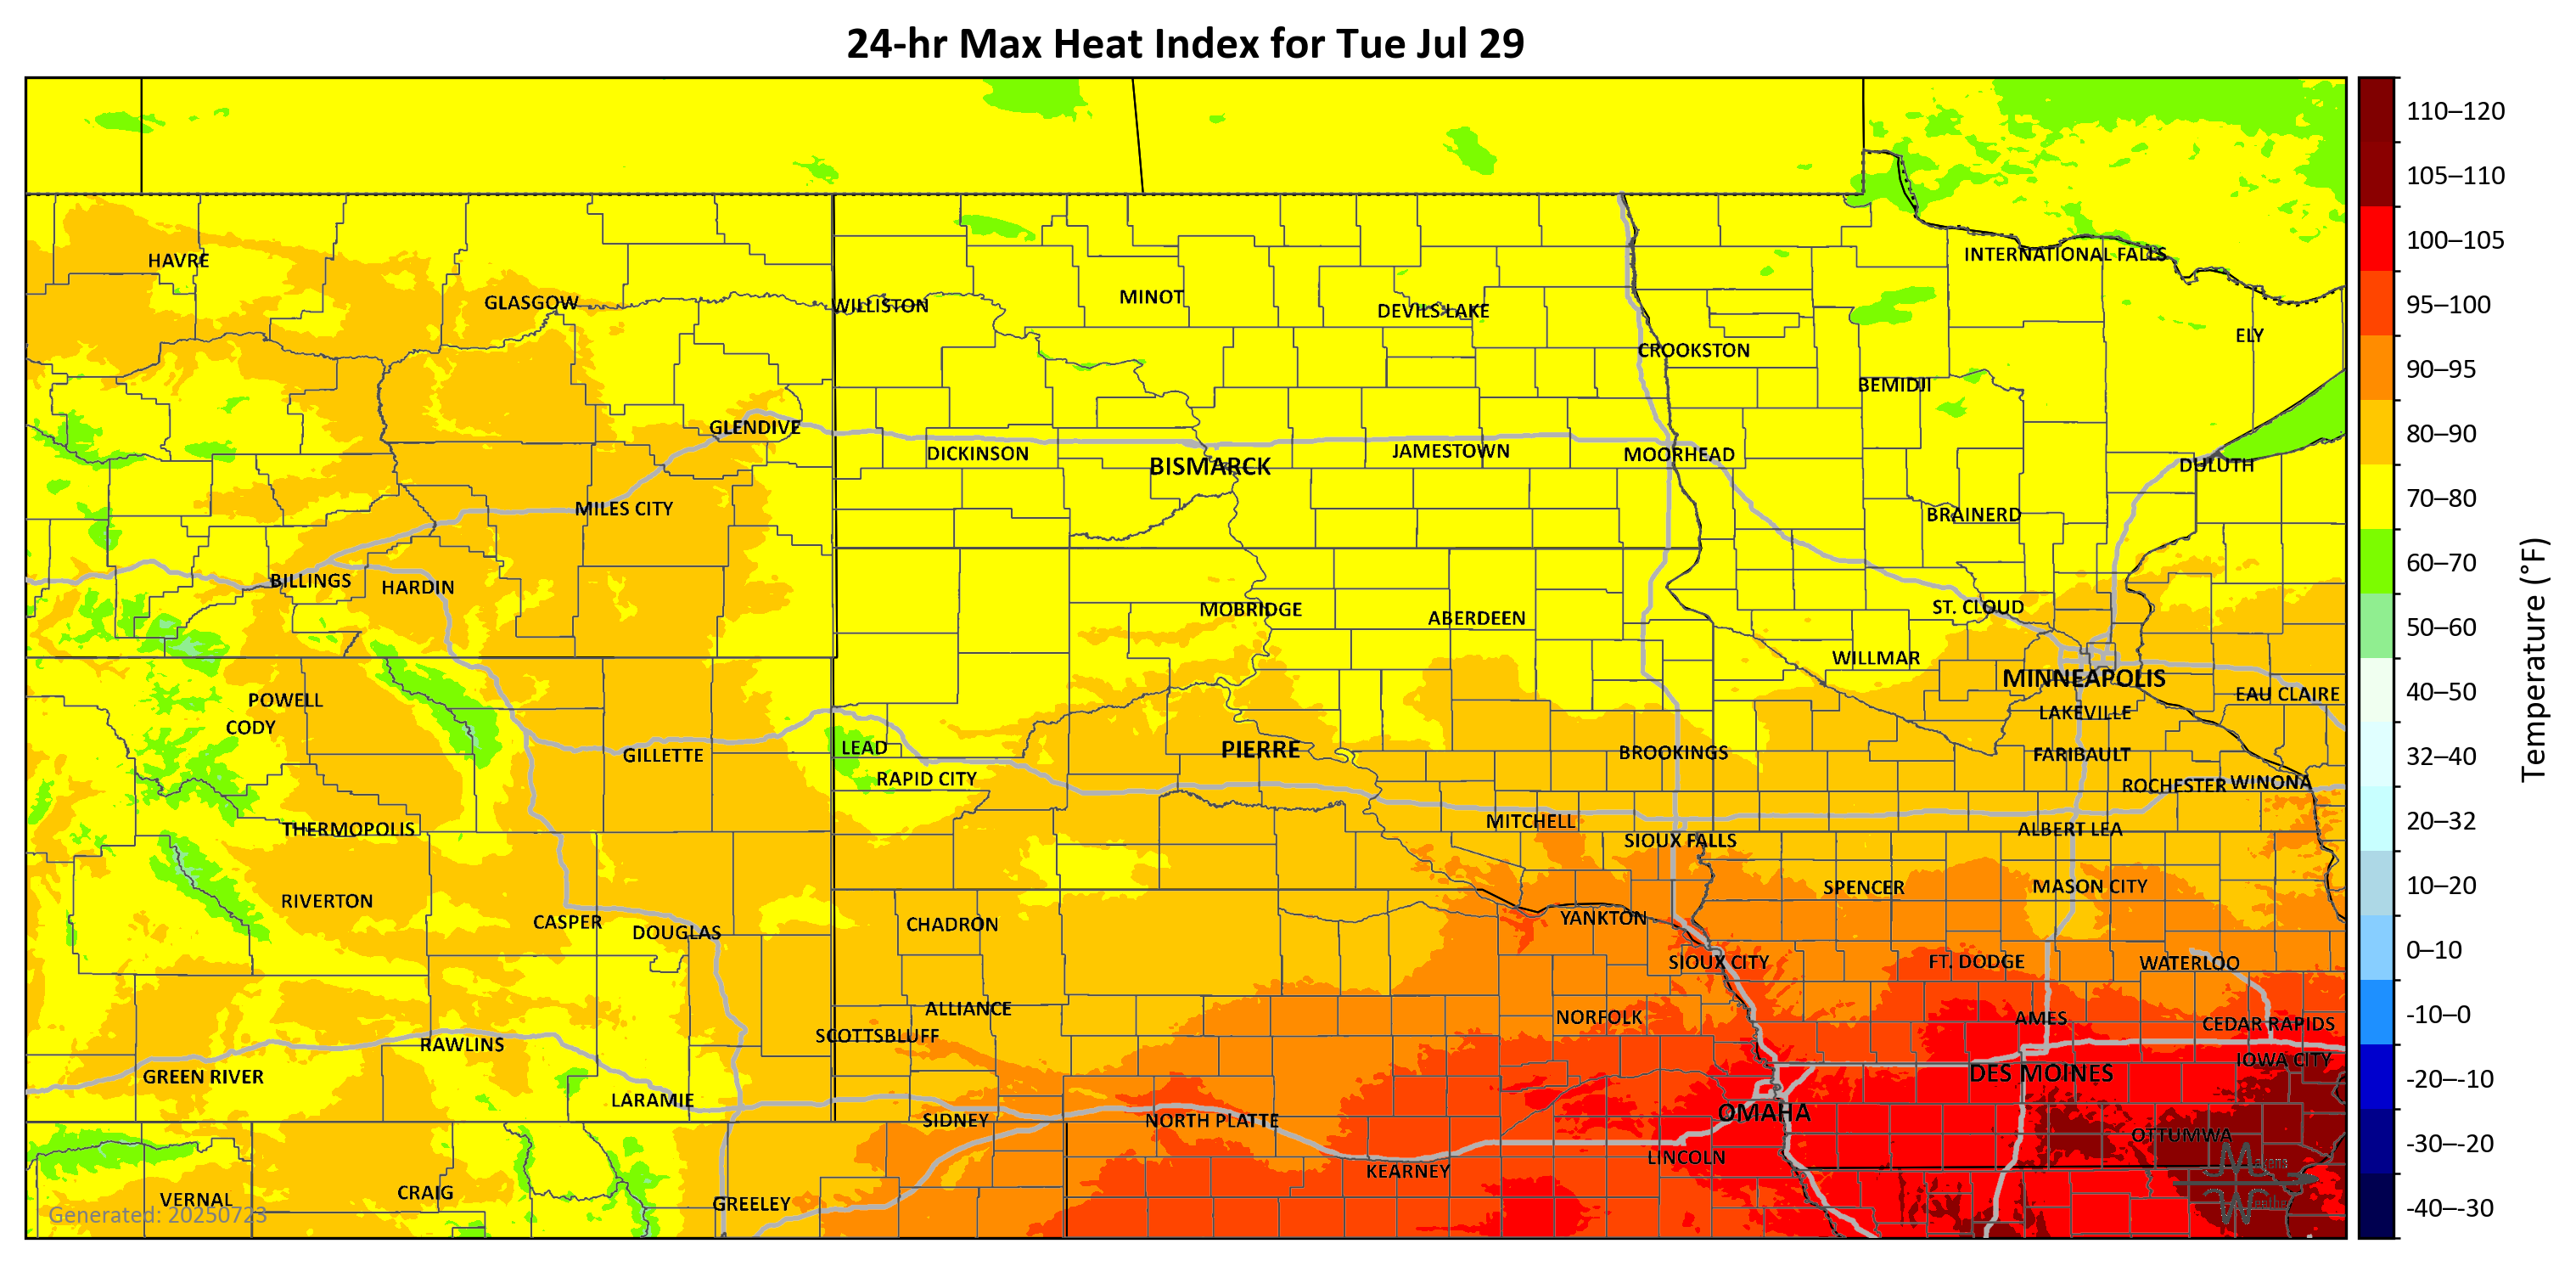 24-hr Max Heat Index for Tue Jul 29
110–120
105–110
100–105
95–100
90–95
80–90
70–80
60–70
50–60
40–50
32–40
20–32
10–20
0–10
-10–0
-20–-10
-30–-20
-40–-30
Temperature (°F)
HAVRE
INTERNATIONAL FALLS
GLASGOW
WILLISTON
MINOT
DEVILS LAKE
ELY
CROOKSTON
BEMIDJI
GLENDIVE
DICKINSON
BISMARCK
JAMESTOWN
MOORHEAD
DULUTH
MILES CITY
BRAINERD
BILLINGS
HARDIN
MOBRIDGE
ABERDEEN
ST. CLOUD
WILLMAR
MINNEAPOLIS
EAU CLAIRE
POWELL
CODY
LAKEVILLE
GILLETTE
LEAD
PIERRE
BROOKINGS
FARIBAULT
RAPID CITY
ROCHESTER
WINONA
THERMOPOLIS
MITCHELL
SIOUX FALLS
ALBERT LEA
RIVERTON
SPENCER
MASON CITY
CASPER
DOUGLAS
CHADRON
YANKTON
SIOUX CITY
FT. DODGE
WATERLOO
ALLIANCE
NORFOLK
AMES
CEDAR RAPIDS
SCOTTSBLUFF
RAWLINS
IOWA CITY
GREEN RIVER
DES MOINES
LARAMIE
SIDNEY
NORTH PLATTE
OMAHA
OTTUMWA
KEARNEY
LINCOLN
VERNAL
CRAIG
GREELEY
Generated: 20250723